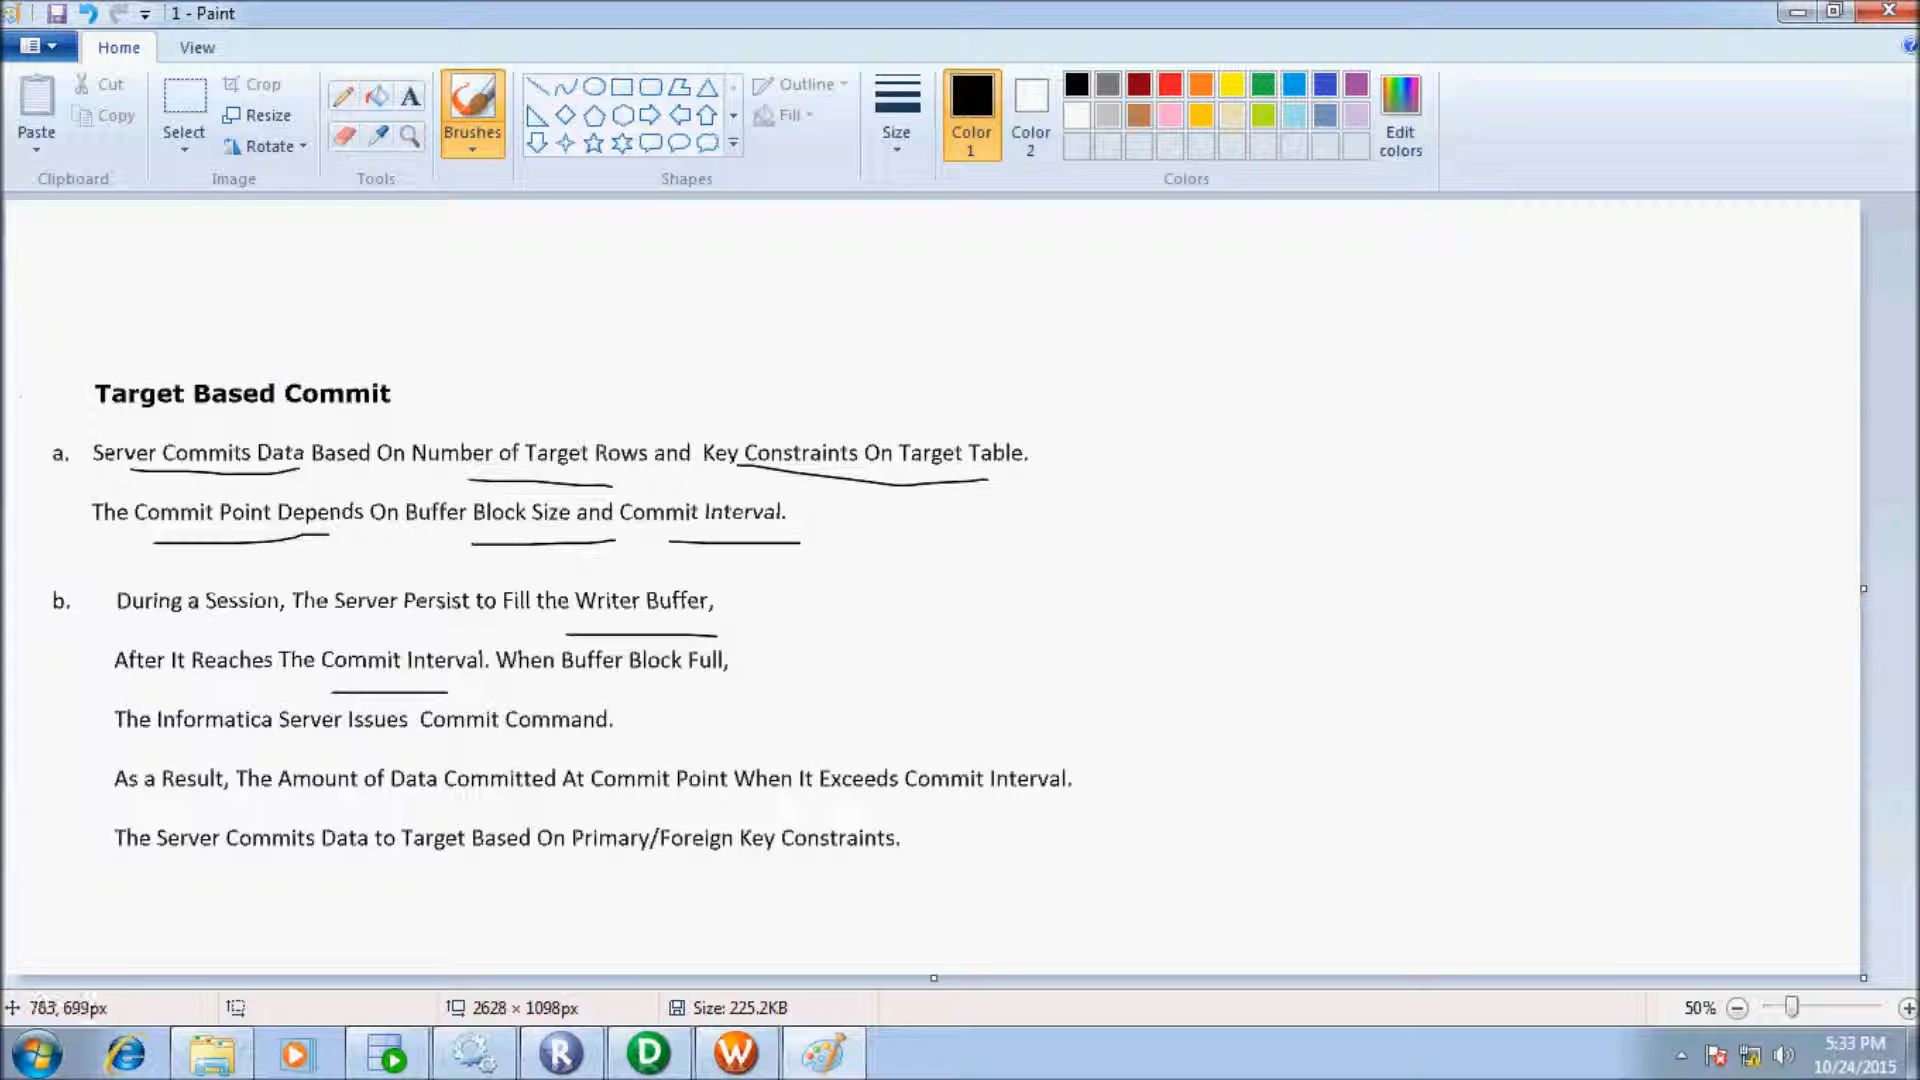 1 - Paint
Home View
Paste
Cut
Copy
Clipboard
Select
Crop
Resize
Rotate
Image
Tools
Brushes
Outline
Fill
Shapes
Size
Color 1
Color 2
Edit colors
Colors
Target Based Commit
a. Server Commits Data Based On Number of Target Rows and Key Constraints On Target Table.
The Commit Point Depends On Buffer Block Size and Commit Interval.
b. During a Session, The Server Persist to Fill the Writer Buffer,
After It Reaches The Commit Interval. When Buffer Block Full,
The Informatica Server Issues Commit Command.
As a Result, The Amount of Data Committed At Commit Point When It Exceeds Commit Interval.
The Server Commits Data to Target Based On Primary/Foreign Key Constraints.
783, 699px 2628 × 1098px Size: 225.2KB 50%
R D W
5:33 PM
10/24/2015